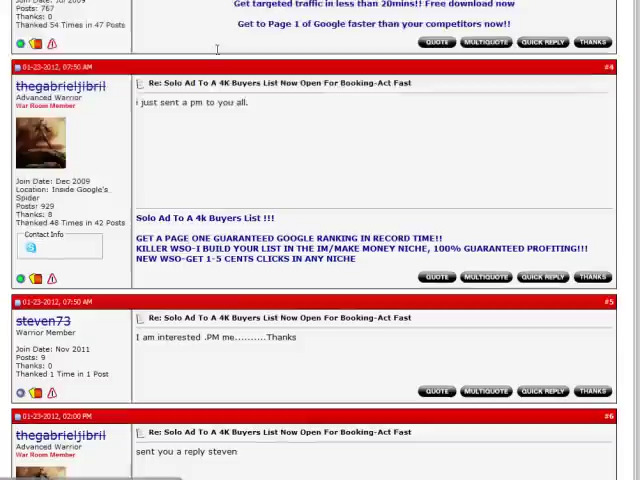 Posts: 767
Thanks: 0
Thanked 54 Times in 47 Posts
Get targeted traffic in less than 20mins!! Free download now
Get to Page 1 of Google faster than your competitors now!!
QUOTE MULTIQUOTE QUICK REPLY THANKS
01-23-2012, 07:50 AM #4
thegabrieljibril
Advanced Warrior
War Room Member
Join Date: Dec 2009
Location: Inside Google's
Spider
Posts: 929
Thanks: 8
Thanked 48 Times in 42 Posts
Contact Info
Re: Solo Ad To A 4K Buyers List Now Open For Booking-Act Fast
i just sent a pm to you all.
Solo Ad To A 4k Buyers List !!!
GET A PAGE ONE GUARANTEED GOOGLE RANKING IN RECORD TIME!!
KILLER WSO-I BUILD YOUR LIST IN THE IM/MAKE MONEY NICHE, 100% GUARANTEED PROFITING!!!
NEW WSO-GET 1-5 CENTS CLICKS IN ANY NICHE
QUOTE MULTIQUOTE QUICK REPLY THANKS
01-23-2012, 07:50 AM #5
steven73
Warrior Member
Join Date: Nov 2011
Posts: 9
Thanks: 0
Thanked 1 Time in 1 Post
Re: Solo Ad To A 4K Buyers List Now Open For Booking-Act Fast
I am interested .PM me.........Thanks
QUOTE MULTIQUOTE QUICK REPLY THANKS
01-23-2012, 02:00 PM #6
thegabrieljibril
Advanced Warrior
War Room Member
Re: Solo Ad To A 4K Buyers List Now Open For Booking-Act Fast
sent you a reply steven